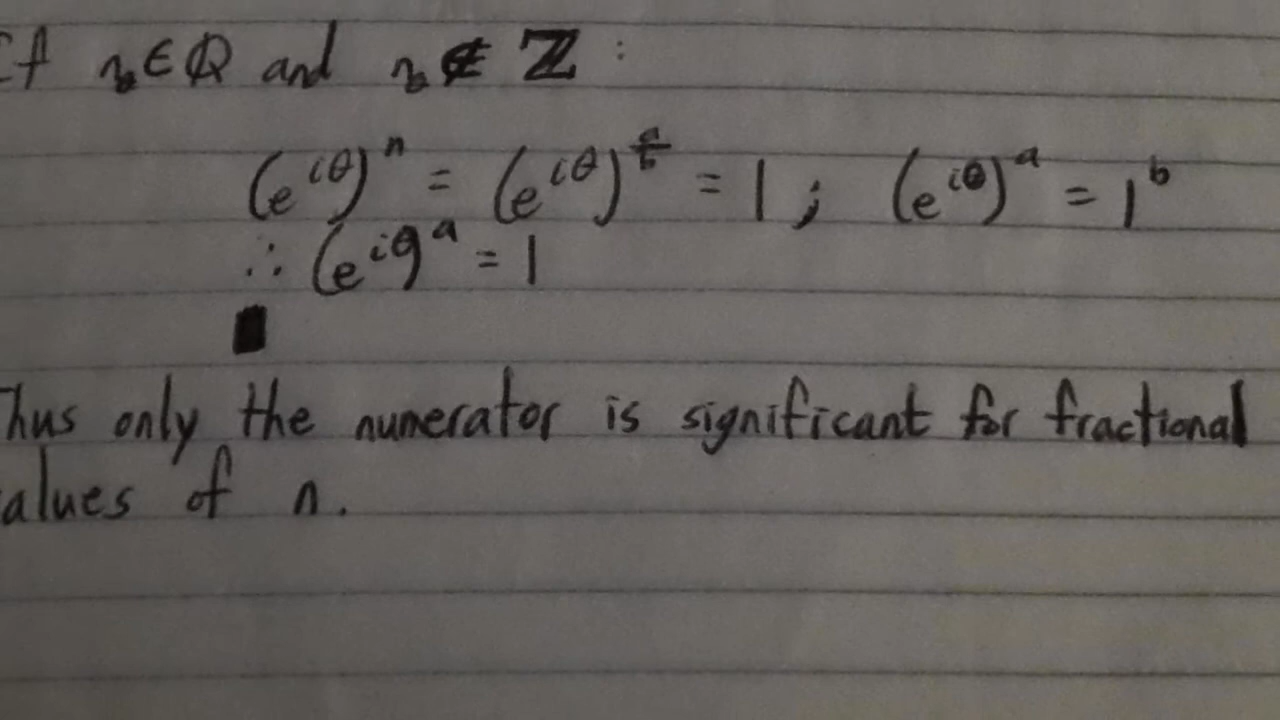 If n ∈ ℚ and n ∉ ℤ :
(e^{iθ})^n = (e^{iθ})^{a/b} = 1 ; (e^{iθ})^a = 1^b
∴ (e^{iθ})^a = 1
Thus only the numerator is significant for fractional
values of n.